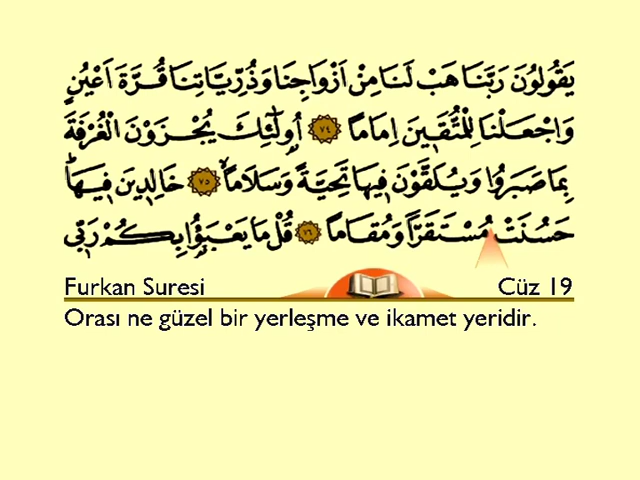 يَقُولُونَ رَبَّنَا هَبْ لَنَا مِنْ اَزْوَاجِنَا وَذُرِّيَّاتِنَا قُرَّةَ اَعْيُنٍ
وَاجْعَلْنَا لِلْمُتَّق۪ينَ اِمَامًا ﴿٧٤﴾ اُو۬لٰٓئِكَ يُجْزَوْنَ الْغُرْفَةَ
بِمَا صَبَرُوا وَيُلَقَّوْنَ ف۪يهَا تَحِيَّةً وَسَلَامًاۙ ﴿٧٥﴾ خَالِد۪ينَ ف۪يهَاۜ
حَسُنَتْ مُسْتَقَرًّا وَمُقَامًا ﴿٧٦﴾ قُلْ مَا يَعْبَؤُ۬ا بِكُمْ رَبّ۪ي
Furkan Suresi Cüz 19
Orası ne güzel bir yerleşme ve ikamet yeridir.